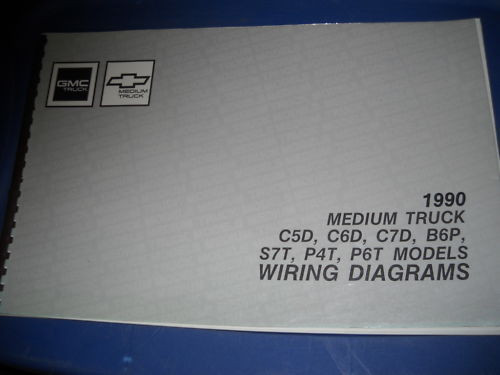 GMC
TRUCK
MEDIUM
TRUCK
1990
MEDIUM TRUCK
C5D, C6D, C7D, B6P,
S7T, P4T, P6T MODELS
WIRING DIAGRAMS